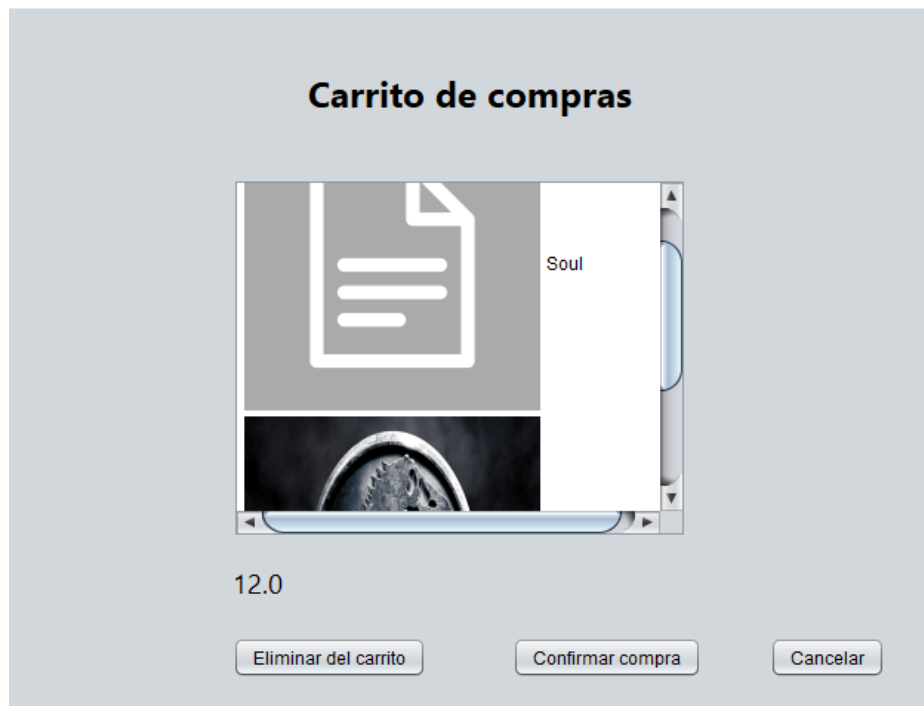 Carrito de compras
Soul
12.0
Eliminar del carrito
Confirmar compra
Cancelar